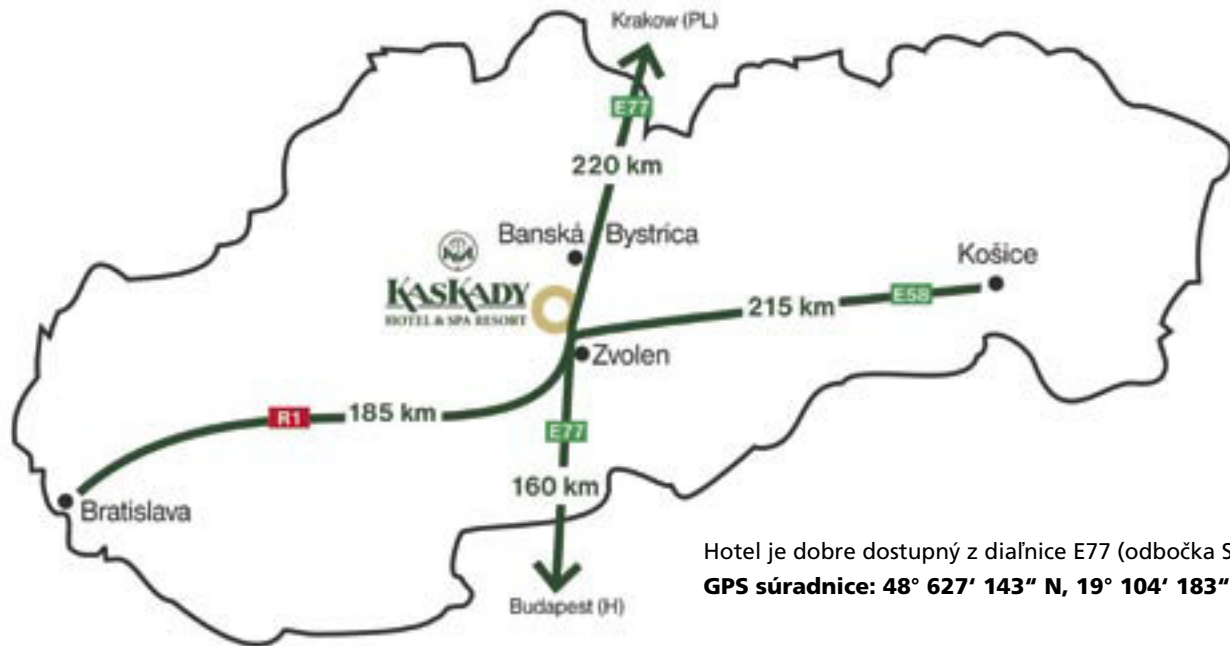 Krakow (PL)
E77
220 km
Banská Bystrica
Košice
KASKADY
HOTEL & SPA RESORT
E58
215 km
Zvolen
R1
185 km
E77
160 km
Bratislava
Hotel je dobre dostupný z diaľnice E77 (odbočka
GPS súradnice: 48° 627‘ 143“ N, 19° 104‘ 183“
Budapest (H)